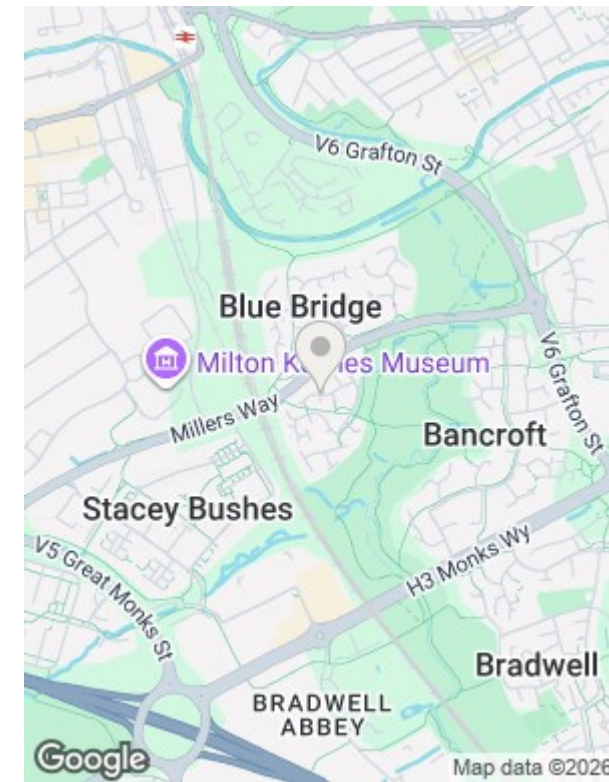 V6 Grafton St
Blue Bridge
Milton Keynes Museum
V6 Grafton St
Millers Way
Bancroft
Stacey Bushes
H3 Monks Wy
V5 Great Monks St
Bradwell
BRADWELL
ABBEY
Google
Map data ©2026